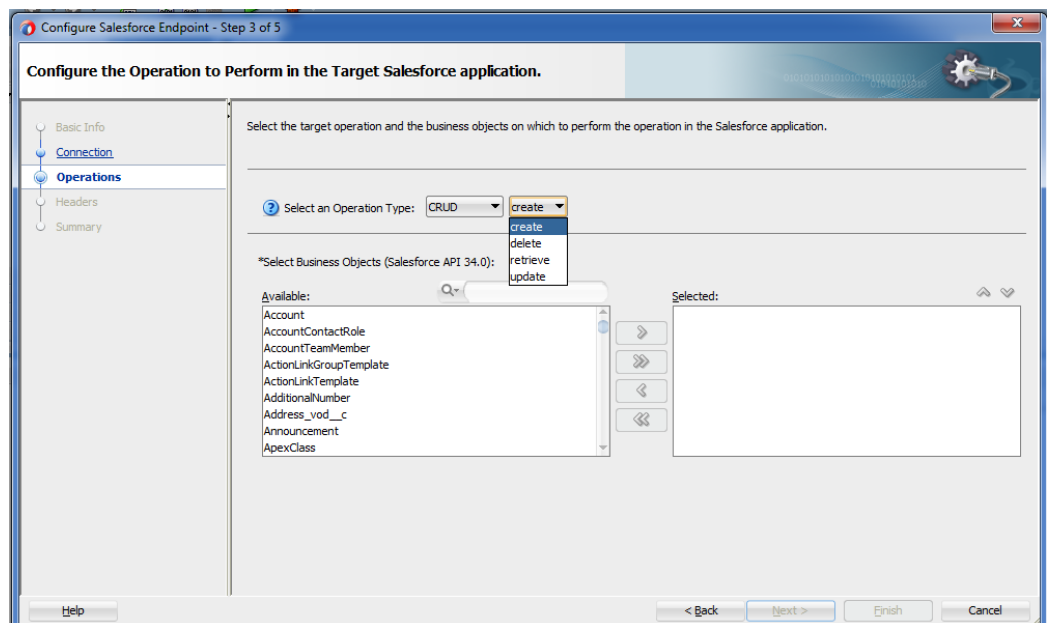 Configure Salesforce Endpoint - Step 3 of 5
Configure the Operation to Perform in the Target Salesforce application.
Basic Info
Connection
Operations
Headers
Summary
Select the target operation and the business objects on which to perform the operation in the Salesforce application.
Select an Operation Type: CRUD create
create
delete
retrieve
update
*Select Business Objects (Salesforce API 34.0):
Available:
Account
AccountContactRole
AccountTeamMember
ActionLinkGroupTemplate
ActionLinkTemplate
AdditionalNumber
Address_vod__c
Announcement
ApexClass
Selected:
Help
< Back
Next >
Finish
Cancel